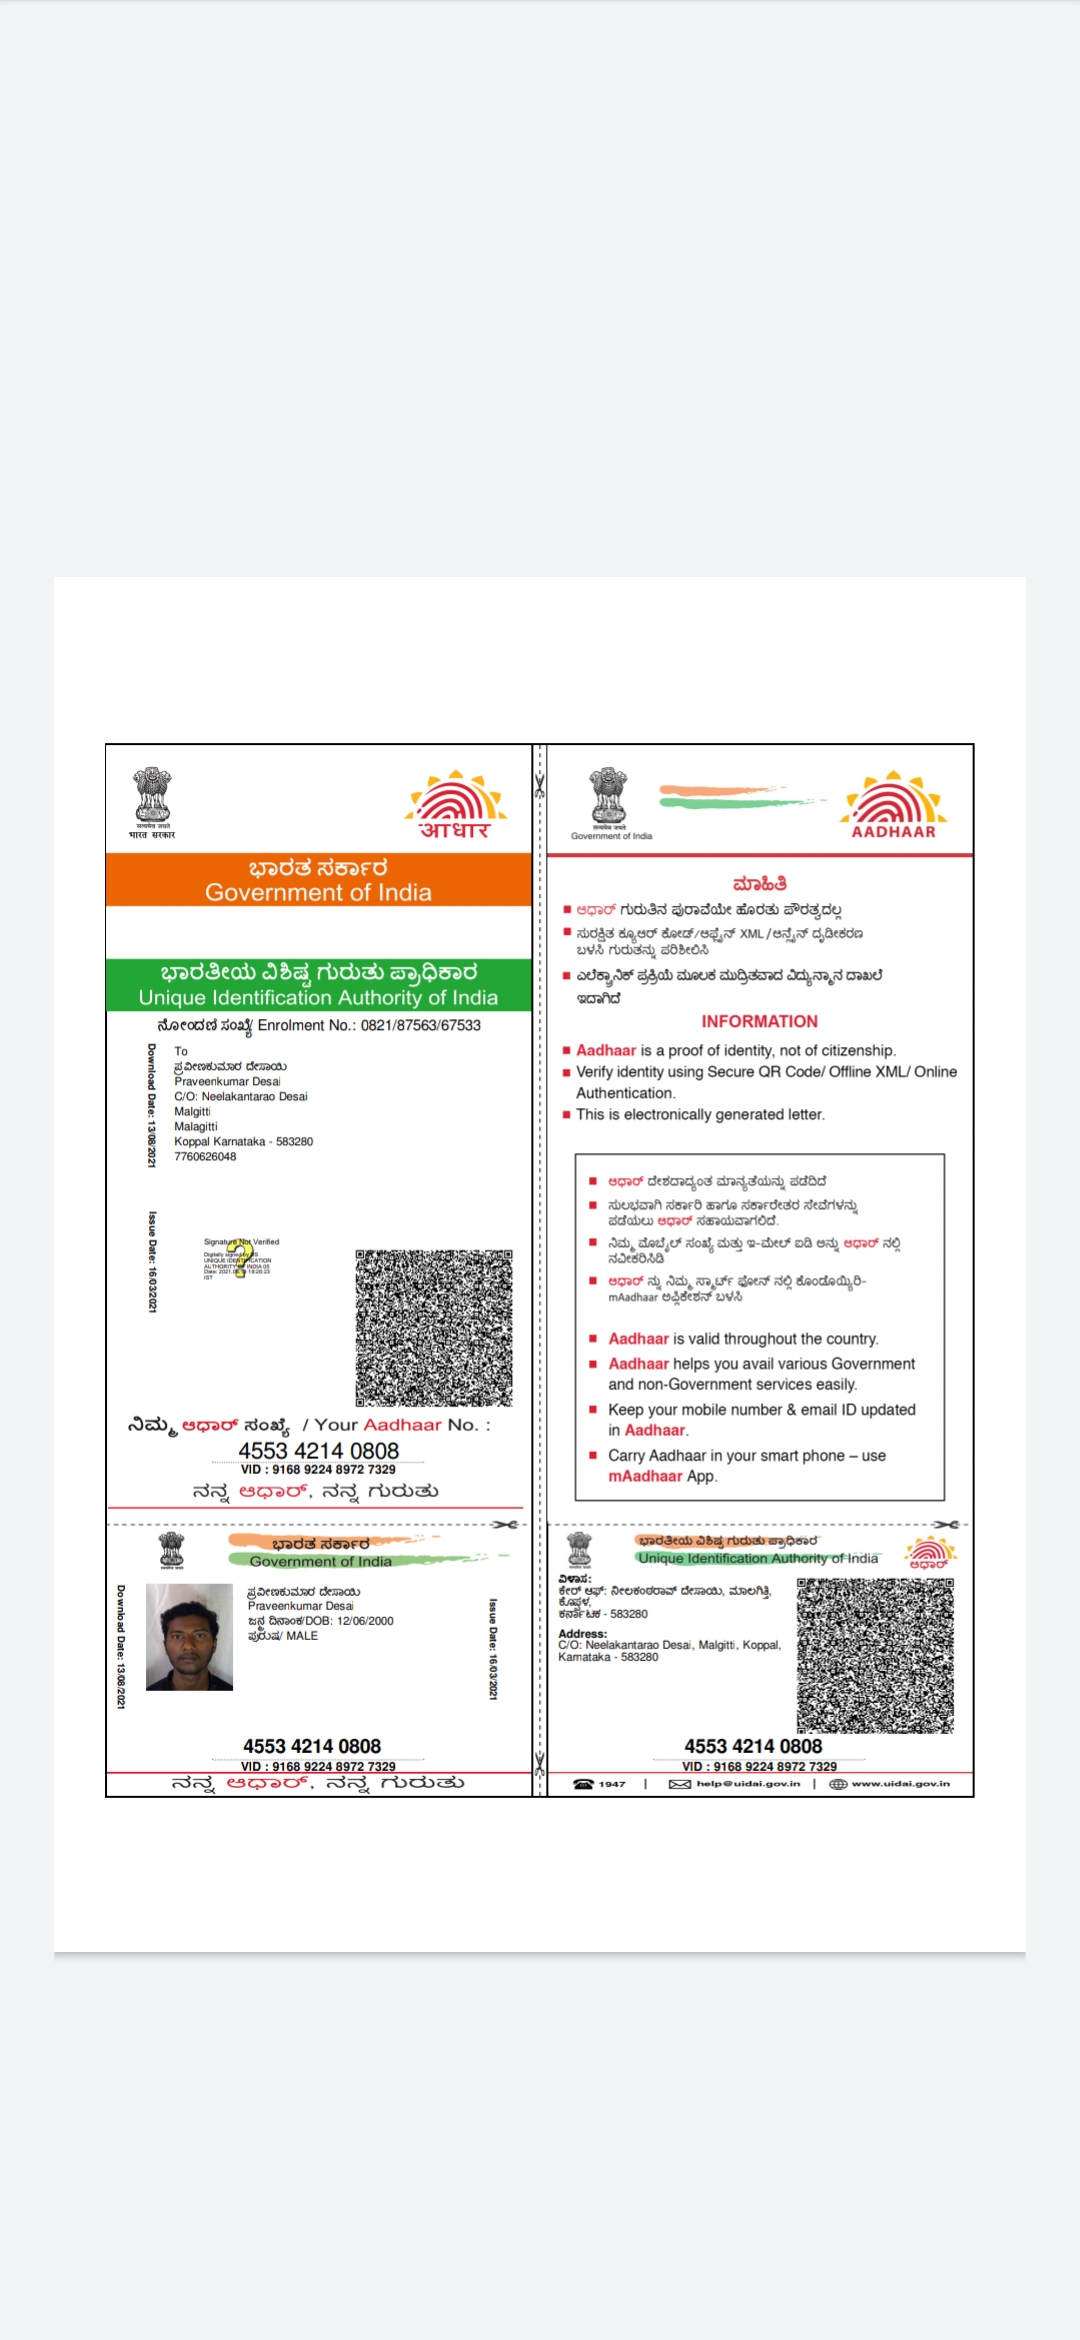 सत्यमेव जयते
भारत सरकार
आधार
ಭಾರತ ಸರ್ಕಾರ
Government of India
ಭಾರತೀಯ ವಿಶಿಷ್ಟ ಗುರುತು ಪ್ರಾಧಿಕಾರ
Unique Identification Authority of India
ನೋಂದಣಿ ಸಂಖ್ಯೆ/ Enrolment No.: 0821/87563/67533
Download Date: 13/08/2021
To
ಪ್ರವೀಣಕುಮಾರ ದೇಸಾಯಿ
Praveenkumar Desai
C/O: Neelakantarao Desai
Malgitti
Malagitti
Koppal Karnataka - 583280
7760626048
Issue Date: 16/03/2021
Signature Not Verified
Digitally signed by DS
UNIQUE IDENTIFICATION
AUTHORITY OF INDIA 05
IST
ನಿಮ್ಮ ಆಧಾರ್ ಸಂಖ್ಯೆ / Your Aadhaar No. :
4553 4214 0808
VID : 9168 9224 8972 7329
ನನ್ನ ಆಧಾರ್, ನನ್ನ ಗುರುತು
सत्यमेव जयते
Government of India
AADHAAR
ಮಾಹಿತಿ
ಆಧಾರ್ ಗುರುತಿನ ಪುರಾವೆಯೇ ಹೊರತು ಪೌರತ್ವದಲ್ಲ
ಸುರಕ್ಷಿತ ಕ್ಯೂಆರ್ ಕೋಡ್/ಆಫ್ಲೈನ್ XML /ಆನ್ಲೈನ್ ದೃಢೀಕರಣ
ಬಳಸಿ ಗುರುತನ್ನು ಪರಿಶೀಲಿಸಿ
ಎಲೆಕ್ಟ್ರಾನಿಕ್ ಪ್ರಕ್ರಿಯೆ ಮೂಲಕ ಮುದ್ರಿತವಾದ ವಿದ್ಯುನ್ಮಾನ ದಾಖಲೆ
ಇದಾಗಿದೆ
INFORMATION
Aadhaar is a proof of identity, not of citizenship.
Verify identity using Secure QR Code/ Offline XML/ Online
Authentication.
This is electronically generated letter.
ಆಧಾರ್ ದೇಶದಾದ್ಯಂತ ಮಾನ್ಯತೆಯನ್ನು ಪಡೆದಿದೆ
ಸುಲಭವಾಗಿ ಸರ್ಕಾರಿ ಹಾಗೂ ಸರ್ಕಾರೇತರ ಸೇವೆಗಳನ್ನು
ಪಡೆಯಲು ಆಧಾರ್ ಸಹಾಯವಾಗಲಿದೆ.
ನಿಮ್ಮ ಮೊಬೈಲ್ ಸಂಖ್ಯೆ ಮತ್ತು ಇ-ಮೇಲ್ ಐಡಿ ಅನ್ನು ಆಧಾರ್ ನಲ್ಲಿ
ನವೀಕರಿಸಿಡಿ
ಆಧಾರ್ ನ್ನು ನಿಮ್ಮ ಸ್ಮಾರ್ಟ್ ಫೋನ್ ನಲ್ಲಿ ಕೊಂಡೊಯ್ಯಿರಿ-
mAadhaar ಅಪ್ಲಿಕೇಶನ್ ಬಳಸಿ
Aadhaar is valid throughout the country.
Aadhaar helps you avail various Government
and non-Government services easily.
Keep your mobile number & email ID updated
in Aadhaar.
Carry Aadhaar in your smart phone – use
mAadhaar App.
ಭಾರತ ಸರ್ಕಾರ
Government of India
Download Date: 13/08/2021
ಪ್ರವೀಣಕುಮಾರ ದೇಸಾಯಿ
Praveenkumar Desai
ಜನ್ಮ ದಿನಾಂಕ/DOB: 12/06/2000
ಪುರುಷ/ MALE
Issue Date: 16/03/2021
4553 4214 0808
VID : 9168 9224 8972 7329
ನನ್ನ ಆಧಾರ್, ನನ್ನ ಗುರುತು
ಭಾರತೀಯ ವಿಶಿಷ್ಟ ಗುರುತು ಪ್ರಾಧಿಕಾರ
Unique Identification Authority of India
ಆಧಾರ್
ವಿಳಾಸ:
ಕೇರ್ ಆಫ್: ನೀಲಕಂಠರಾವ್ ದೇಸಾಯಿ, ಮಾಲಗಿತ್ತಿ,
ಕೊಪ್ಪಳ,
ಕರ್ನಾಟಕ - 583280
Address:
C/O: Neelakantarao Desai, Malgitti, Koppal,
Karnataka - 583280
4553 4214 0808
VID : 9168 9224 8972 7329
1947 | help@uidai.gov.in | www.uidai.gov.in